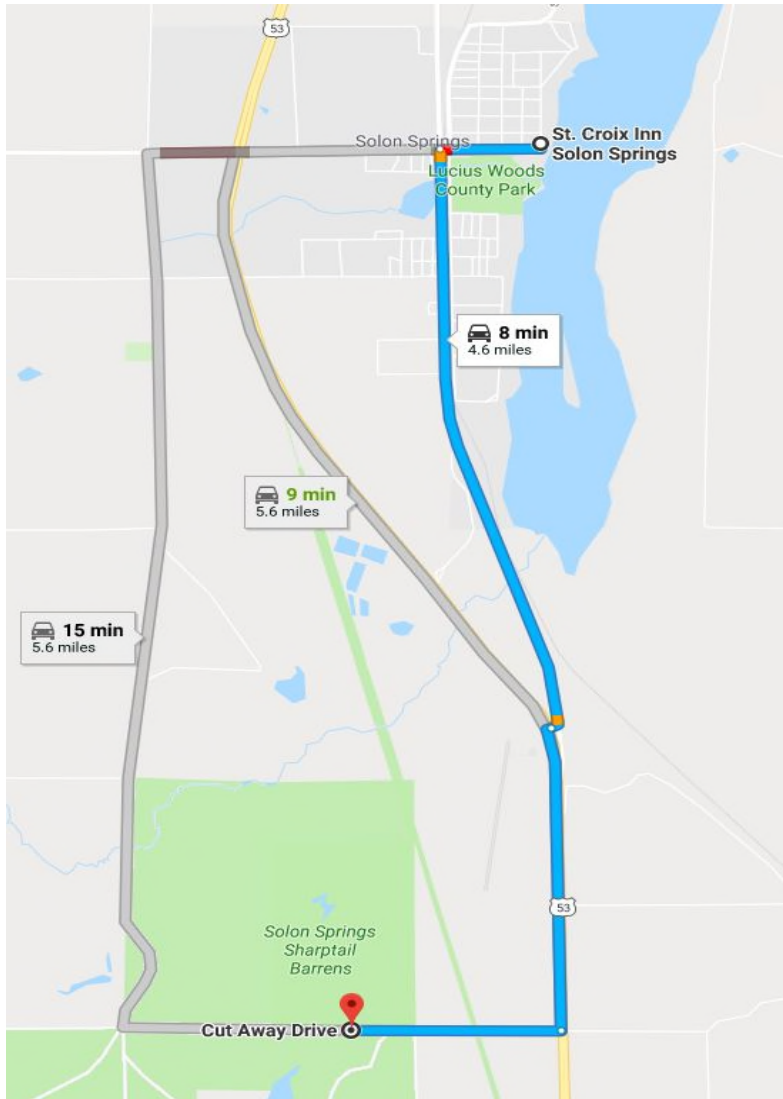 53
Solon Springs
St. Croix Inn
Solon Springs
Lucius Woods
County Park
8 min
4.6 miles
9 min
5.6 miles
15 min
5.6 miles
53
Solon Springs
Sharptail
Barrens
Cut Away Drive